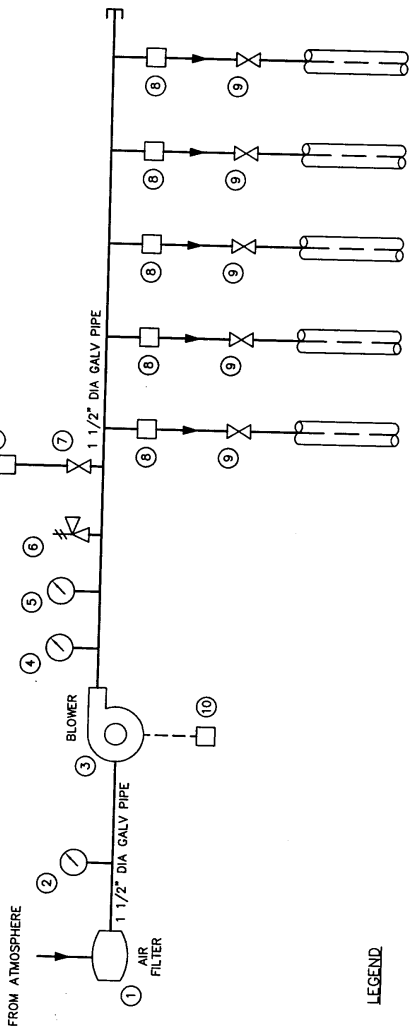 FROM ATMOSPHERE
1
AIR
FILTER
2
1 1/2" DIA GALV PIPE
3
BLOWER
10
4
5
6
7
1 1/2" DIA GALV PIPE
8
9
8
9
8
9
8
9
8
9
LEGEND